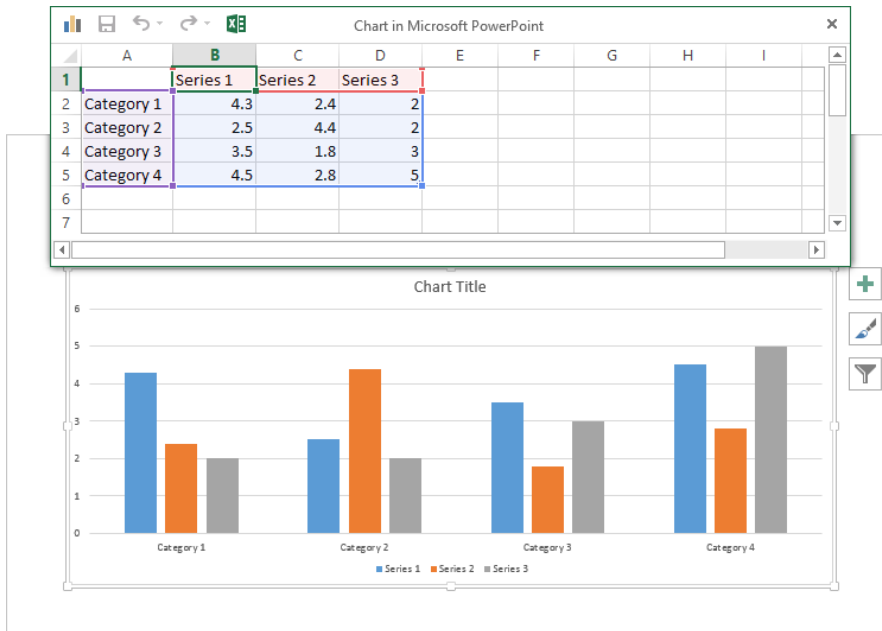 Chart in Microsoft PowerPoint
A B C D E F G H I
1 Series 1 Series 2 Series 3
2 Category 1 4.3 2.4 2
3 Category 2 2.5 4.4 2
4 Category 3 3.5 1.8 3
5 Category 4 4.5 2.8 5
6
7
Chart Title
6
5
4
3
2
1
0
Category 1 Category 2 Category 3 Category 4
Series 1 Series 2 Series 3